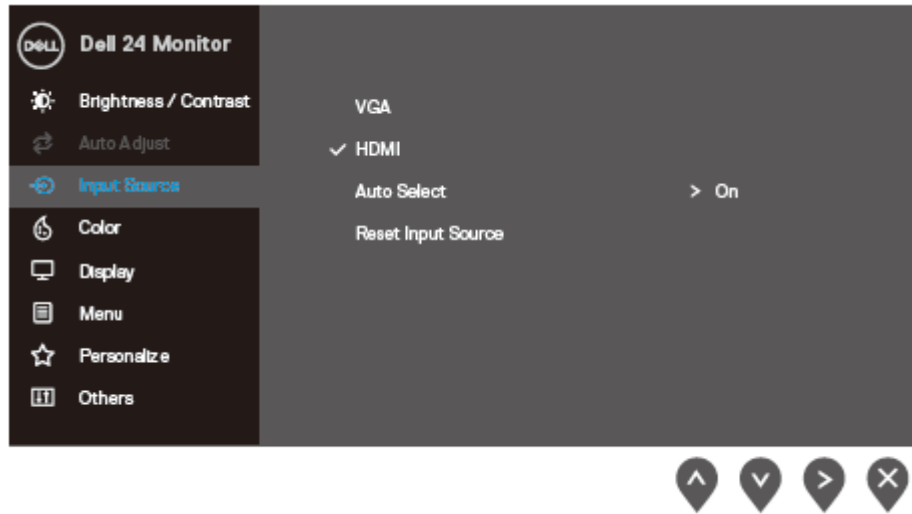 DELL Dell 24 Monitor
Brightness / Contrast
Auto Adjust
Input Source
Color
Display
Menu
Personalize
Others
VGA
HDMI
Auto Select > On
Reset Input Source